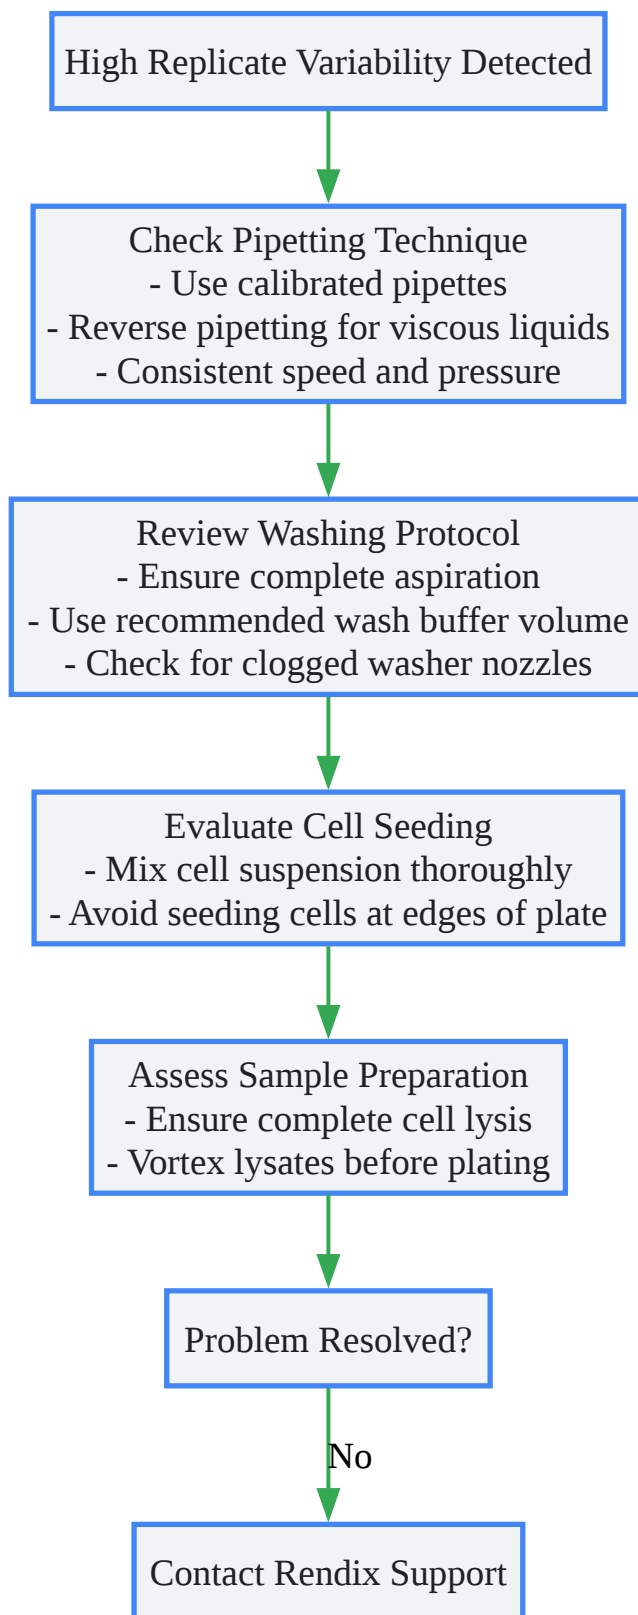 High Replicate Variability Detected
Check Pipetting Technique
- Use calibrated pipettes
- Reverse pipetting for viscous liquids
- Consistent speed and pressure
Review Washing Protocol
- Ensure complete aspiration
- Use recommended wash buffer volume
- Check for clogged washer nozzles
Evaluate Cell Seeding
- Mix cell suspension thoroughly
- Avoid seeding cells at edges of plate
Assess Sample Preparation
- Ensure complete cell lysis
- Vortex lysates before plating
Problem Resolved?
No
Contact Rendix Support